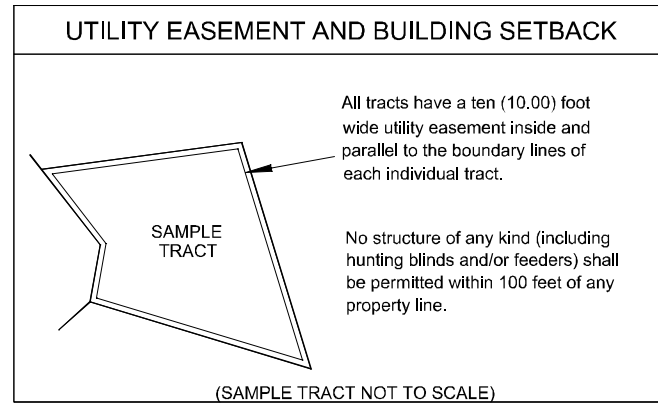 UTILITY EASEMENT AND BUILDING SETBACK
All tracts have a ten (10.00) foot
wide utility easement inside and
parallel to the boundary lines of
each individual tract.
SAMPLE
TRACT
No structure of any kind (including
hunting blinds and/or feeders) shall
be permitted within 100 feet of any
property line.
(SAMPLE TRACT NOT TO SCALE)